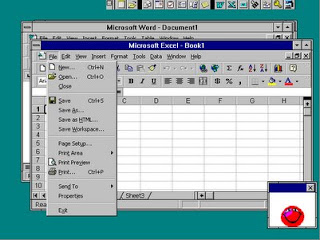 Microsoft Word - Document1
File Edit View Insert Format Tools Table Window Help
Microsoft Excel - Book1
File Edit View Insert Format Tools Data Window Help
New... Ctrl+N
Open... Ctrl+O
Close
Save Ctrl+S
Save As...
Save as HTML...
Save Workspace...
Page Setup...
Print Area
Print Preview
Print... Ctrl+P
Send To
Properties
Exit
C D E F G H
1
10
Sheet3